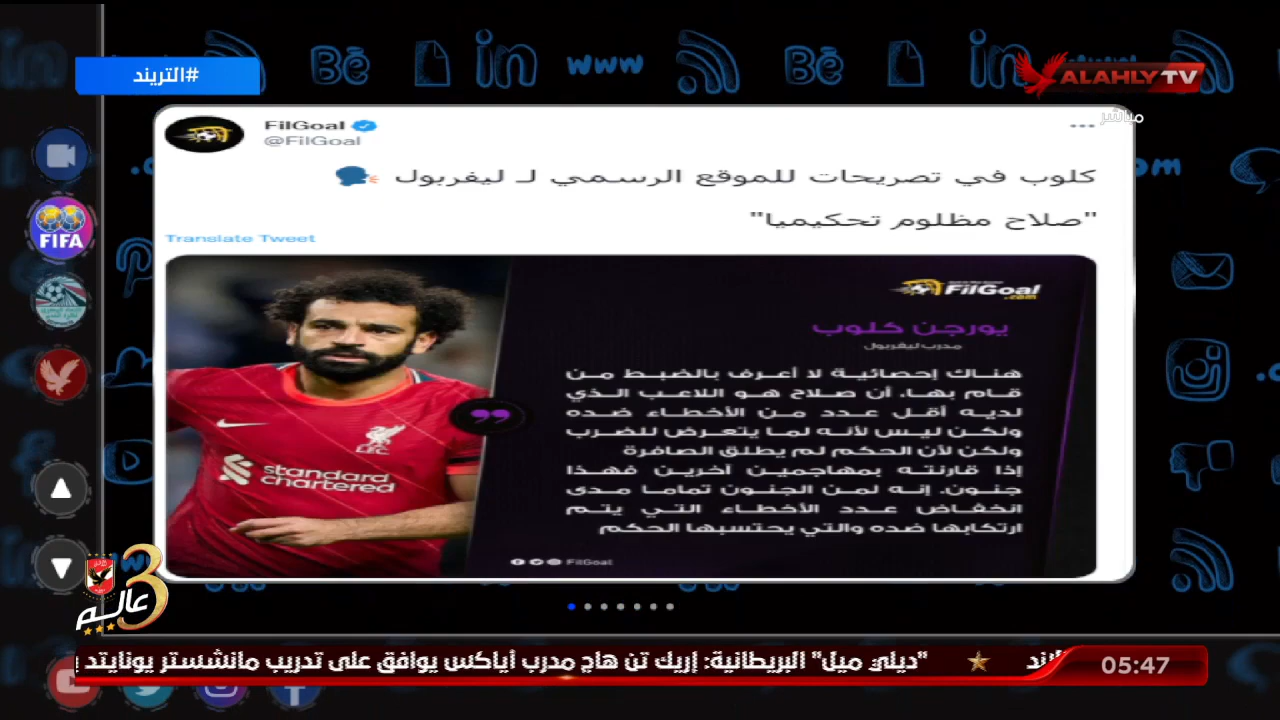 #التريند
ALAHLY TV
مباشر
FilGoal
@FilGoal
كلوب في تصريحات للموقع الرسمي لـ ليفربول
"صلاح مظلوم تحكيميا"
Translate Tweet
FilGoal
.com
يورجن كلوب
مدرب ليفربول
هناك إحصائية لا أعرف بالضبط من
قام بها، أن صلاح هو اللاعب الذي
لديه أقل عدد من الأخطاء ضده
ولكن ليس لأنه لما يتعرض للضرب
ولكن لأن الحكم لم يطلق الصافرة
إذا قارنته بمهاجمين آخرين فهذا
جنون. إنه لمن الجنون تماما مدى
انخفاض عدد الأخطاء التي يتم
ارتكابها ضده والتي يحتسبها الحكم
FilGoal
L.F.C.
standard
chartered
FIFA
3 عالم
"ديلي ميل" البريطانية: إريك تن هاج مدرب أياكس يوافق على تدريب مانشستر يونايتد
05:47